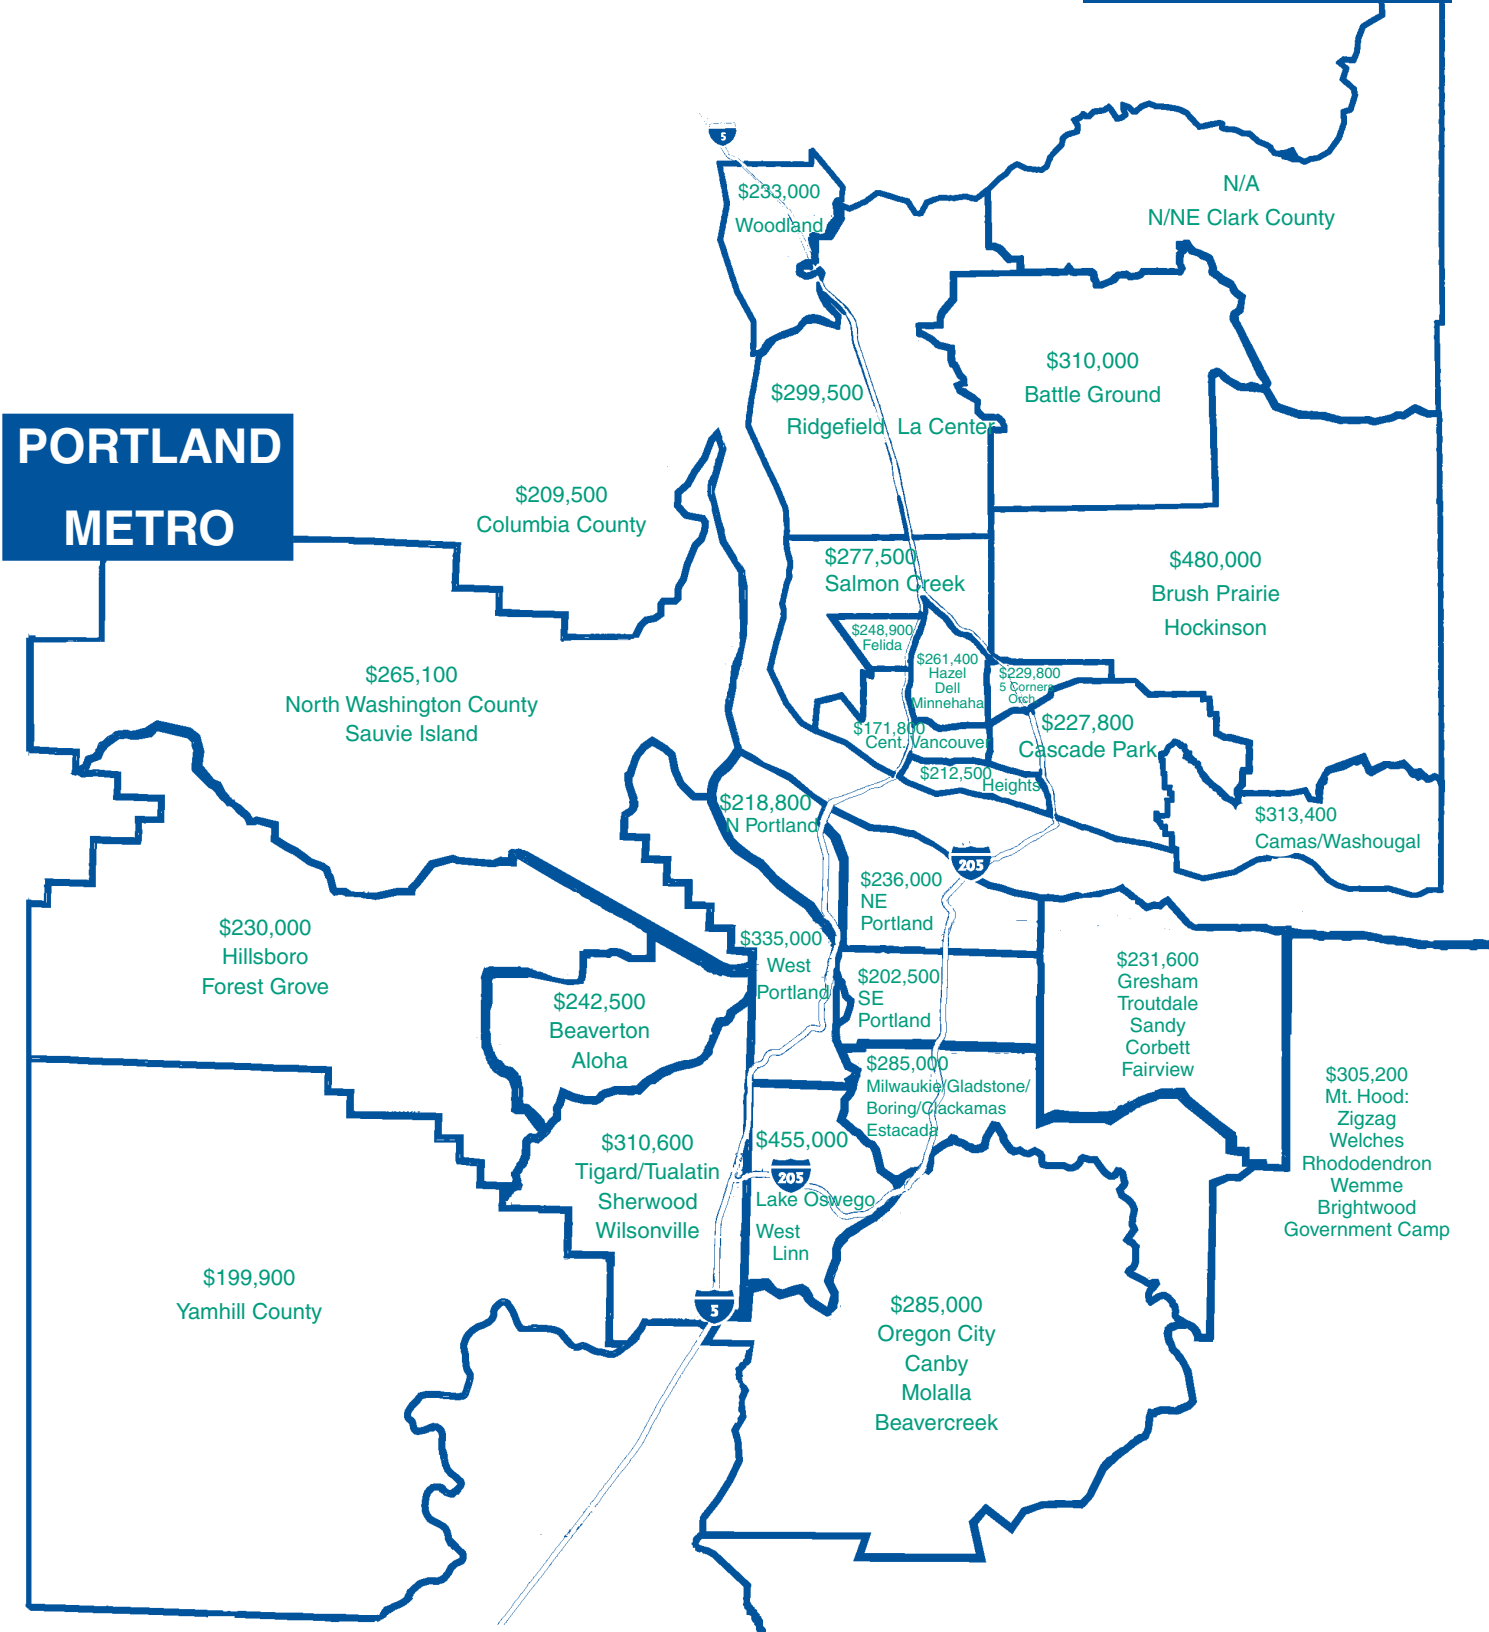 5
$233,000
Woodland
N/A
N/NE Clark County
$310,000
Battle Ground
$299,500
Ridgefield La Center
PORTLAND
METRO
$209,500
Columbia County
$277,500
Salmon Creek
$480,000
Brush Prairie
Hockinson
$248,900
Felida
$261,400
Hazel
Dell
Minnehaha
$229,800
5 Corners
Orch
$265,100
North Washington County
Sauvie Island
$171,800
Cent. Vancouver
$227,800
Cascade Park
$212,500
Heights
$218,800
N Portland
$313,400
Camas/Washougal
205
$236,000
NE
Portland
$230,000
Hillsboro
Forest Grove
$335,000
West
Portland
$242,500
Beaverton
Aloha
$202,500
SE
Portland
$231,600
Gresham
Troutdale
Sandy
Corbett
Fairview
$285,000
Milwaukie/Gladstone/
Boring/Clackamas
Estacada
$305,200
Mt. Hood:
Zigzag
Welches
Rhododendron
Wemme
Brightwood
Government Camp
$310,600
Tigard/Tualatin
Sherwood
Wilsonville
$455,000
205
Lake Oswego
West
Linn
$199,900
Yamhill County
5
$285,000
Oregon City
Canby
Molalla
Beavercreek